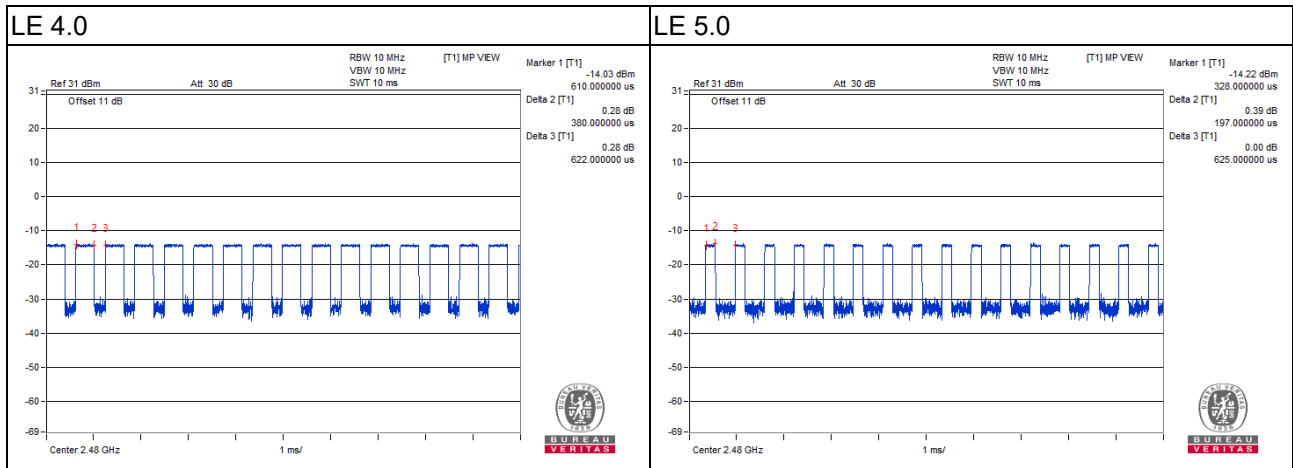 LE 4.0
RBW 10 MHz [T1] MP VIEW
VBW 10 MHz
Ref 31 dBm Att 30 dB SWT 10 ms
Marker 1 [T1]
-14.03 dBm
610.000000 us
Delta 2 [T1]
0.28 dB
380.000000 us
Delta 3 [T1]
0.28 dB
622.000000 us
31
Offset 11 dB
20
10
0
1 2 3
-10
-20
-30
-40
-50
-60
-69
Center 2.48 GHz 1 ms/
BUREAU
VERITAS
LE 5.0
RBW 10 MHz [T1] MP VIEW
VBW 10 MHz
Ref 31 dBm Att 30 dB SWT 10 ms
Marker 1 [T1]
-14.22 dBm
328.000000 us
Delta 2 [T1]
0.39 dB
197.000000 us
Delta 3 [T1]
0.00 dB
625.000000 us
31
Offset 11 dB
20
10
0
1 2 3
-10
-20
-30
-40
-50
-60
-69
Center 2.48 GHz 1 ms/
BUREAU
VERITAS